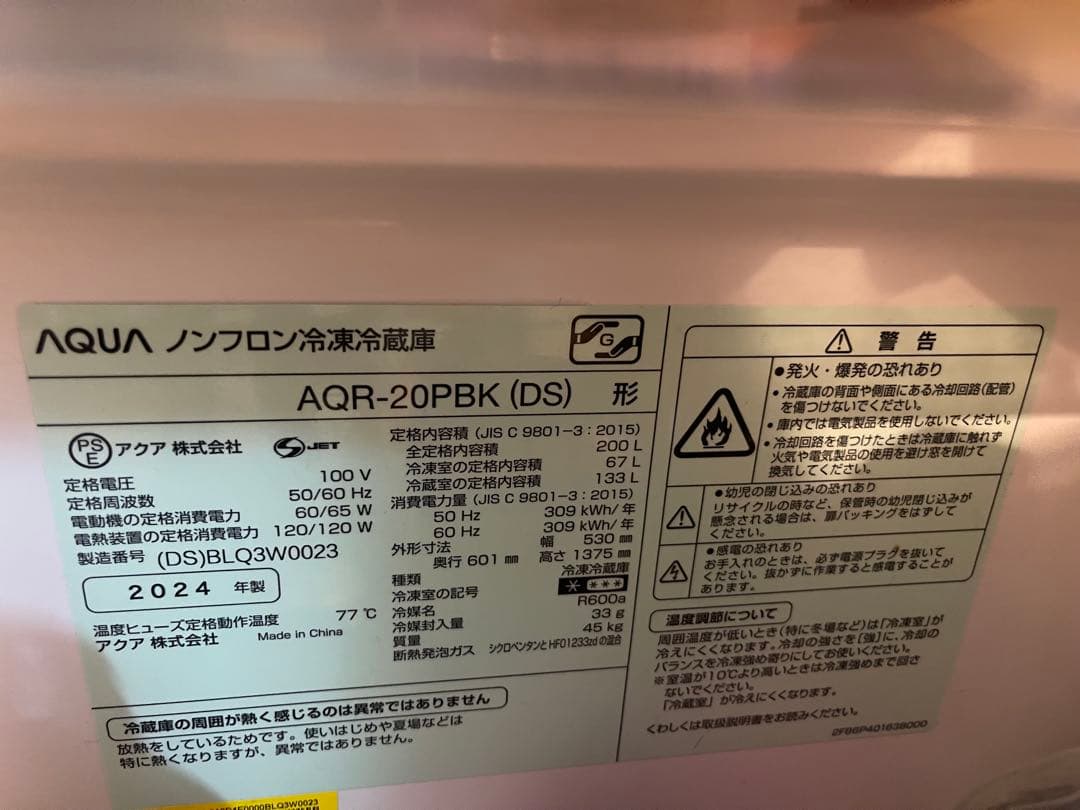 AQUA ノンフロン冷凍冷蔵庫
G
AQR-20PBK (DS) 形
PS
E
アクア 株式会社
S JET
定格電圧 100 V
定格周波数 50/60 Hz
電動機の定格消費電力 60/65 W
電熱装置の定格消費電力 120/120 W
製造番号 (DS)BLQ3W0023
2024 年製
温度ヒューズ定格動作温度 77 ℃
アクア 株式会社 Made in China
定格内容積 (JIS C 9801-3 : 2015)
全定格内容積 200 L
冷凍室の定格内容積 67 L
冷蔵室の定格内容積 133 L
消費電力量 (JIS C 9801-3 : 2015)
50 Hz 309 kWh/年
60 Hz 309 kWh/年
外形寸法 幅 530 ㎜
奥行 601 ㎜ 高さ 1375 ㎜
種類 冷凍冷蔵庫
冷凍室の記号 * ***
冷媒名 R600a
冷媒封入量 33 g
質量 45 kg
断熱発泡ガス シクロペンタンとHFO1233zdの混合
冷蔵庫の周囲が熱く感じるのは異常ではありません
放熱をしているためです。使いはじめや夏場などは
特に熱くなりますが、異常ではありません。
警告
●発火・爆発の恐れあり
・冷蔵庫の背面や側面にある冷却回路(配管)
を傷つけないでください。
・庫内では電気製品を使用しないでください。
・冷却回路を傷つけたときは冷蔵庫に触れず
火気や電気製品の使用を避け窓を開けて
換気してください。
●幼児の閉じ込みの恐れあり
リサイクルの時など、保管時の幼児閉じ込みが
懸念される場合は、扉パッキングをはずして
ください。
●感電の恐れあり
お手入れのときは、必ず電源プラグを抜いて
ください。抜かずに作業すると感電することが
あります。
温度調節について
周囲温度が低いとき(特に冬場など)は「冷凍室」が
冷えにくくなります。冷却の強さを[強]に、冷却の
バランスを冷凍強め寄りにしてお使いください。
※室温が10℃より高いときは冷凍強めまで回さ
ないでください。
「冷蔵室」が冷えにくくなります。
くわしくは取扱説明書をお読みください。
2F86P401638000